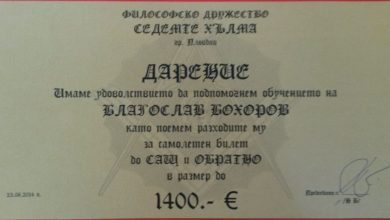 ФИЛОСОФСКО ДРУЖЕСТВО
СЕДЕМТЕ ХЪЛМА
гр. Пловдив
ДАРЕНИЕ
Имаме удоволствието да подпомогнем обучението на
БЛАГОСЛАВ БОХОРОВ
като поемем разходите му
за самолетен билет
до САЩ и ОБРАТНО
в размер до
1400.- €